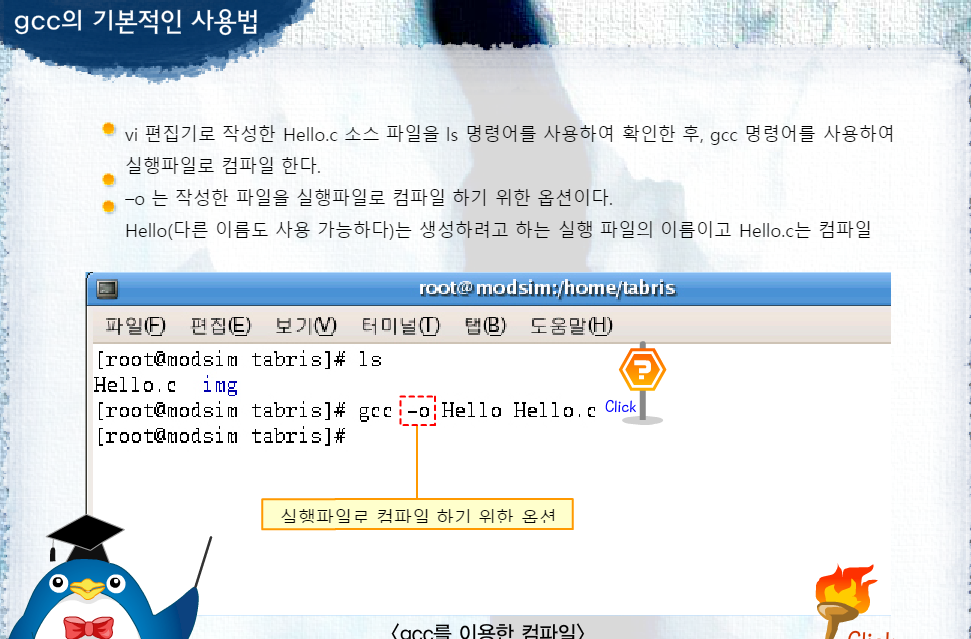 gcc의 기본적인 사용법
vi 편집기로 작성한 Hello.c 소스 파일을 ls 명령어를 사용하여 확인한 후, gcc 명령어를 사용하여
실행파일로 컴파일 한다.
–o 는 작성한 파일을 실행파일로 컴파일 하기 위한 옵션이다.
Hello(다른 이름도 사용 가능하다)는 생성하려고 하는 실행 파일의 이름이고 Hello.c는 컴파일
root@modsim:/home/tabris
파일(F) 편집(E) 보기(V) 터미널(T) 탭(B) 도움말(H)
[root@modsim tabris]# ls
Hello.c img
[root@modsim tabris]# gcc -o Hello Hello.c
?
Click
[root@modsim tabris]#
실행파일로 컴파일 하기 위한 옵션
<gcc를 이용한 컴파일>
Click